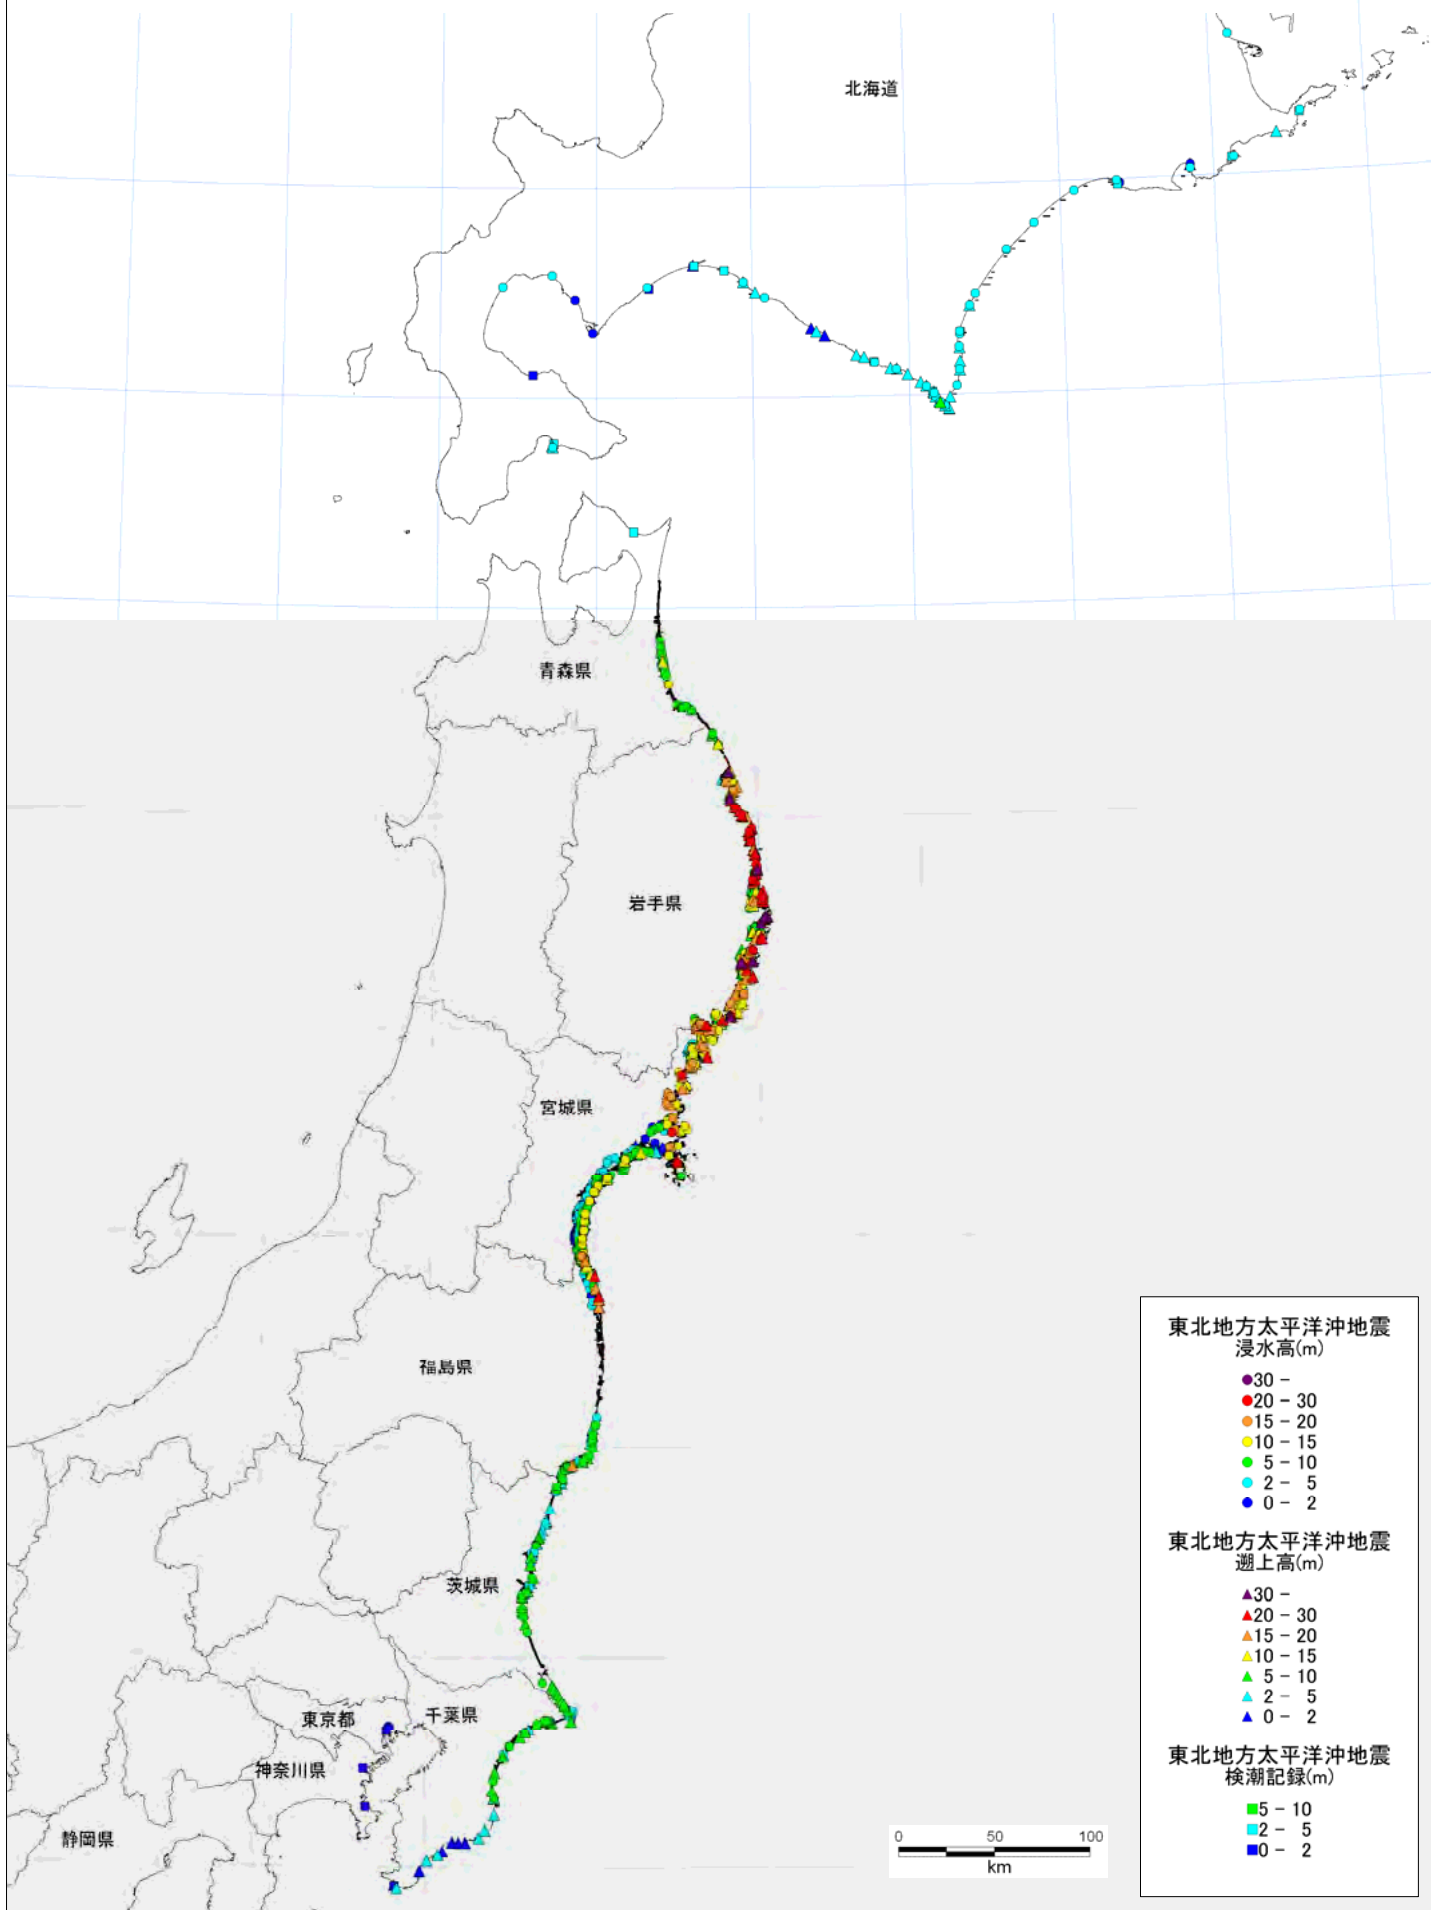 北海道
青森県
岩手県
宮城県
福島県
茨城県
東京都
千葉県
神奈川県
静岡県
0 50 100
km
東北地方太平洋沖地震
浸水高(m)
30 -
20 - 30
15 - 20
10 - 15
5 - 10
2 - 5
0 - 2
東北地方太平洋沖地震
遡上高(m)
30 -
20 - 30
15 - 20
10 - 15
5 - 10
2 - 5
0 - 2
東北地方太平洋沖地震
検潮記録(m)
5 - 10
2 - 5
0 - 2